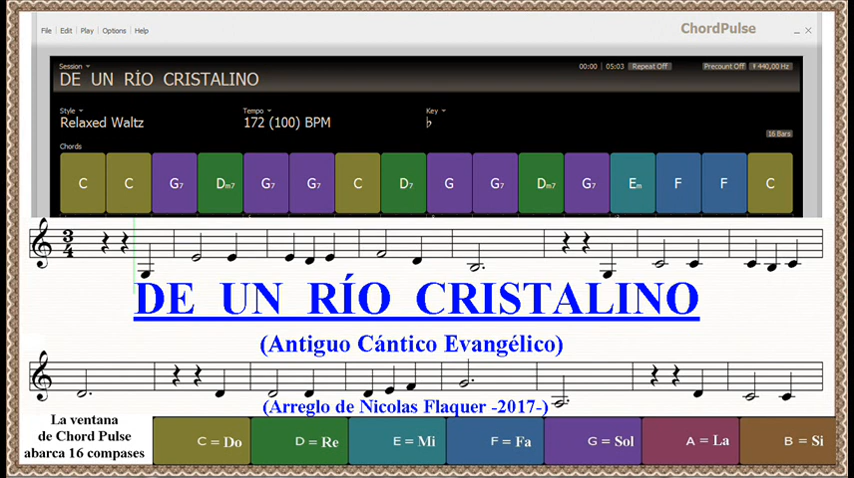 File Edit Play Options Help ChordPulse
Session 00:00 05:03 Repeat Off Precount Off 440,00 Hz
DE UN RÌO CRISTALINO
Style Tempo Key
Relaxed Waltz 172 (100) BPM ♭
16 Bars
Chords
C C G7 Dm7 G7 G7 C D7 G G7 Dm7 G7 Em F F C
3
4
DE UN RÍO CRISTALINO
(Antiguo Cántico Evangélico)
(Arreglo de Nicolas Flaquer -2017-)
La ventana
de Chord Pulse
abarca 16 compases
C = Do D = Re E = Mi F = Fa G = Sol A = La B = Si